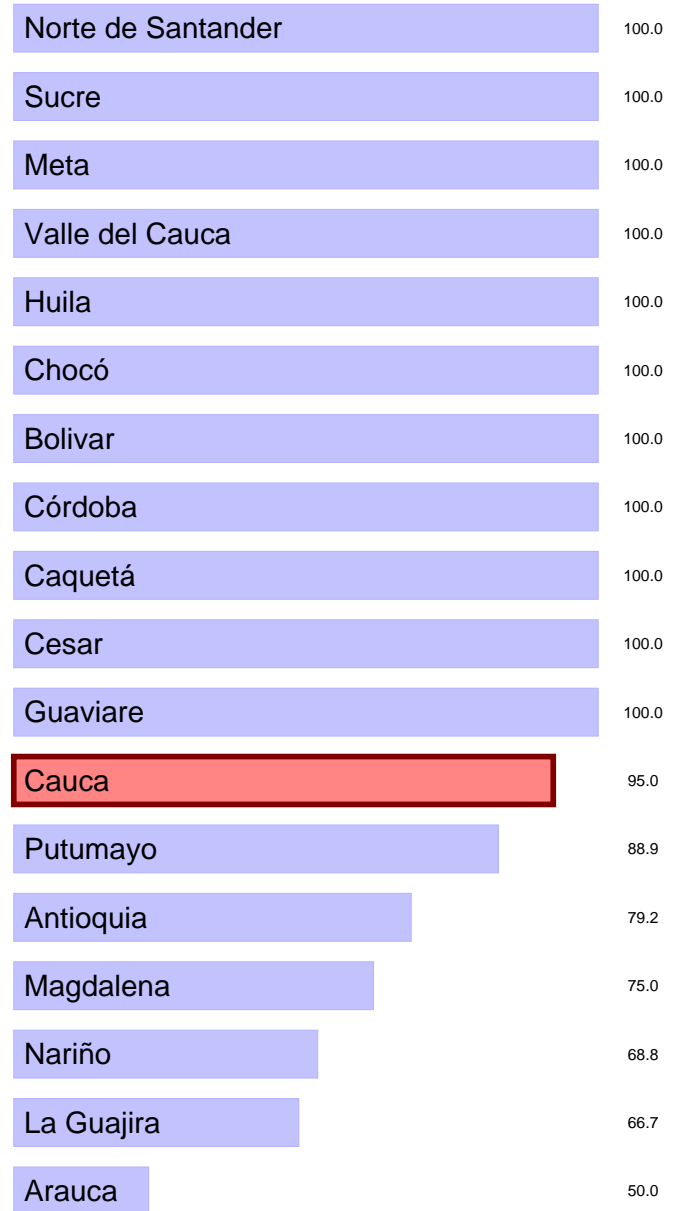 Norte de Santander 100.0
Sucre 100.0
Meta 100.0
Valle del Cauca 100.0
Huila 100.0
Chocó 100.0
Bolivar 100.0
Córdoba 100.0
Caquetá 100.0
Cesar 100.0
Guaviare 100.0
Cauca 95.0
Putumayo 88.9
Antioquia 79.2
Magdalena 75.0
Nariño 68.8
La Guajira 66.7
Arauca 50.0